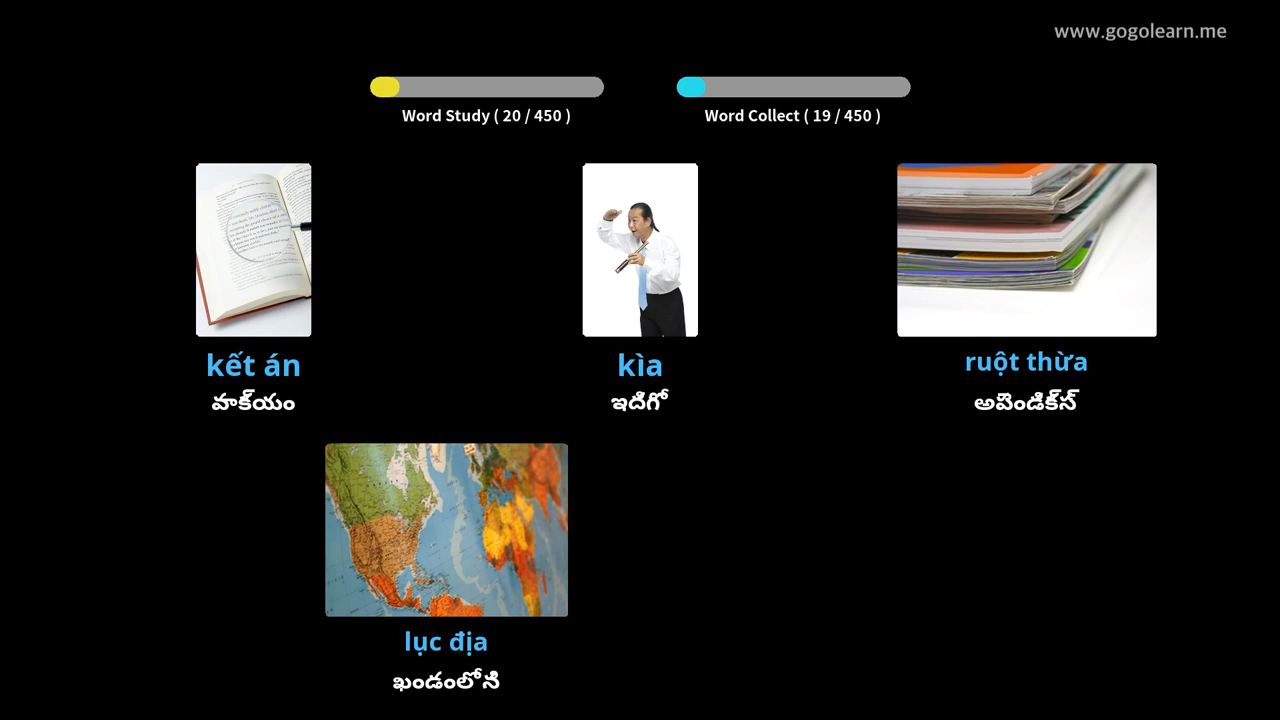 www.gogolearn.me
Word Study ( 20 / 450 )
Word Collect ( 19 / 450 )
kết án
kìa
ruột thừa
వాక్‌యం
ఇదిగో
అపెండిక్‌స్
lục địa
ఖండంలోని